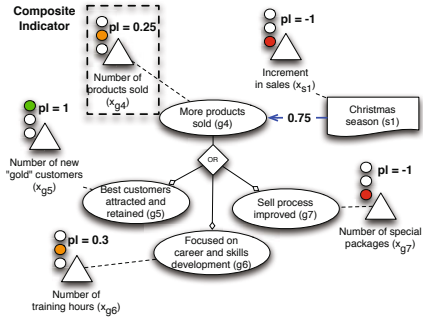 Composite
Indicator
pl = 0.25
Number of
products sold
(xg4)
pl = -1
Increment
in sales (xs1)
More products
sold (g4)
0.75
Christmas
season (s1)
pl = 1
Number of new
"gold" customers
(xg5)
OR
Best customers
attracted and
retained (g5)
Sell process
improved (g7)
pl = -1
Number of special
packages (xg7)
pl = 0.3
Number of
training hours (xg6)
Focused on
career and skills
development (g6)